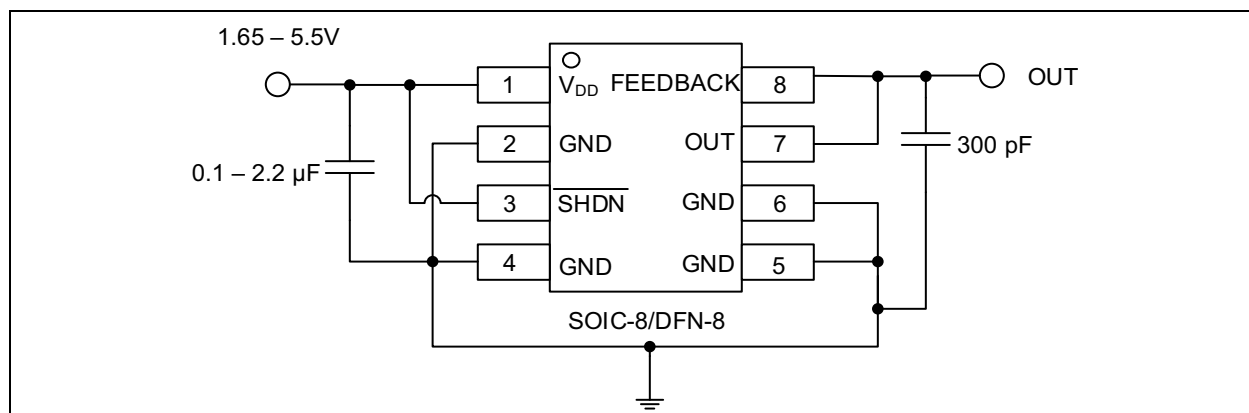 1.65 – 5.5V
1 V_DD FEEDBACK 8 OUT
2 GND OUT 7 300 pF
0.1 – 2.2 µF
3 SHDN GND 6
4 GND GND 5
SOIC-8/DFN-8